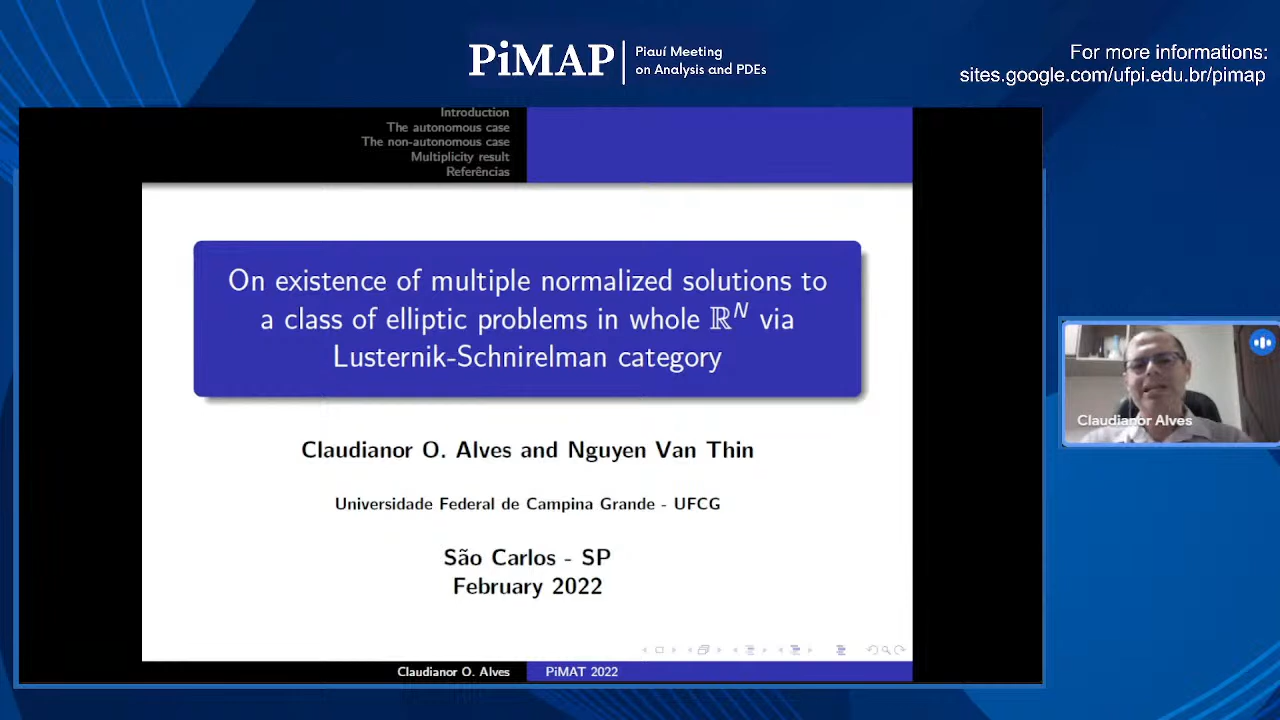 PiMAP
Piauí Meeting
on Analysis and PDEs
For more informations:
sites.google.com/ufpi.edu.br/pimap
Introduction
The autonomous case
The non-autonomous case
Multiplicity result
Referências
On existence of multiple normalized solutions to
a class of elliptic problems in whole ℝᴺ via
Lusternik-Schnirelman category
Claudianor O. Alves and Nguyen Van Thin
Universidade Federal de Campina Grande - UFCG
São Carlos - SP
February 2022
Claudianor O. Alves
PiMAT 2022
Claudianor Alves